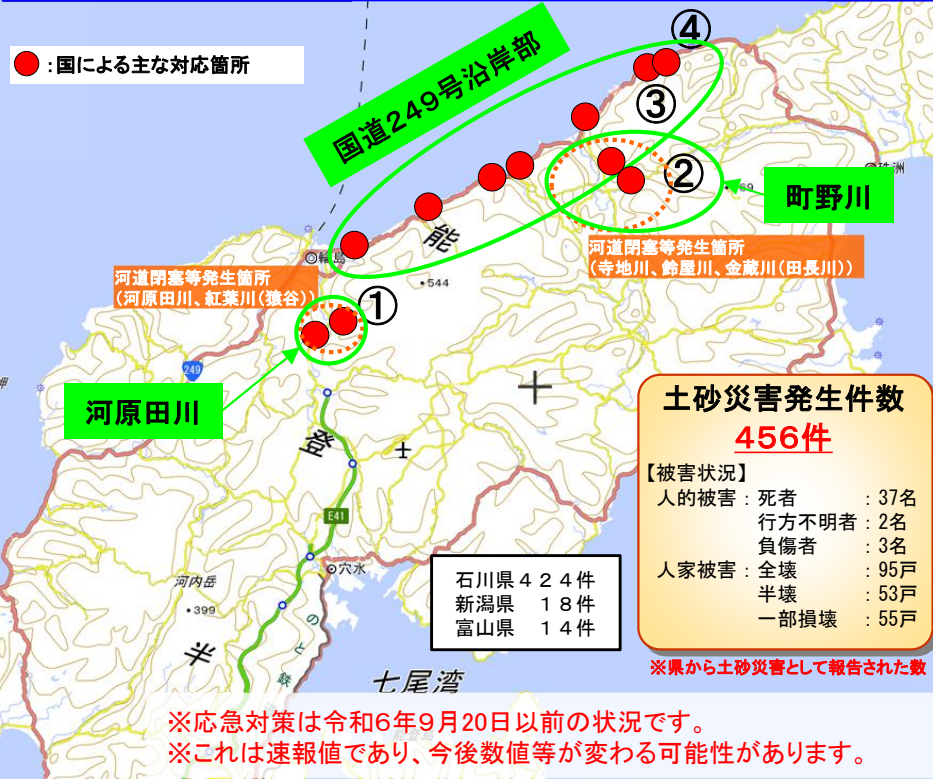 :国による主な対応箇所
国道249号沿岸部
④
③
②
69
珠洲
町野川
河道閉塞等発生箇所
(寺地川、鈴屋川、金蔵川(田長川))
能
輪島
・544
河道閉塞等発生箇所
(河原田川、紅葉川(猿谷))
①
249
岬
河原田川
登
E41
穴水
河内岳
・399
のと鉄
半
七尾湾
石川県424件
新潟県 18件
富山県 14件
土砂災害発生件数
456件
【被害状況】
人的被害:死者 :37名
行方不明者:2名
負傷者 :3名
人家被害:全壊 :95戸
半壊 :53戸
一部損壊 :55戸
※県から土砂災害として報告された数
※応急対策は令和6年9月20日以前の状況です。
※これは速報値であり、今後数値等が変わる可能性があります。